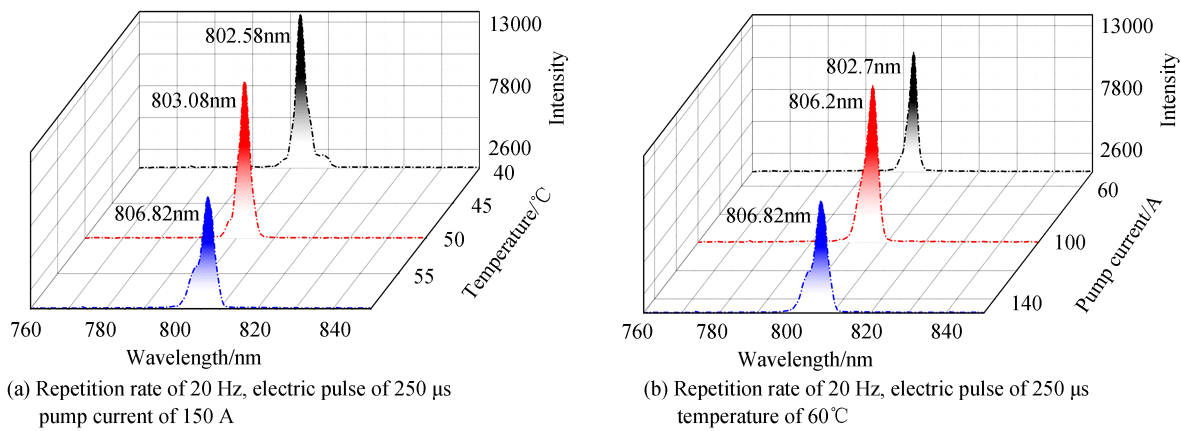 13000
802.58nm
803.08nm
7800
Intensity
2600
40
806.82nm
45
50
55
Temperature/℃
760
780
800
820
840
Wavelength/nm
(a) Repetition rate of 20 Hz, electric pulse of 250 μs
pump current of 150 A
13000
802.7nm
806.2nm
7800
Intensity
2600
60
806.82nm
100
140
Pump current/A
760
780
800
820
840
Wavelength/nm
(b) Repetition rate of 20 Hz, electric pulse of 250 μs
temperature of 60℃